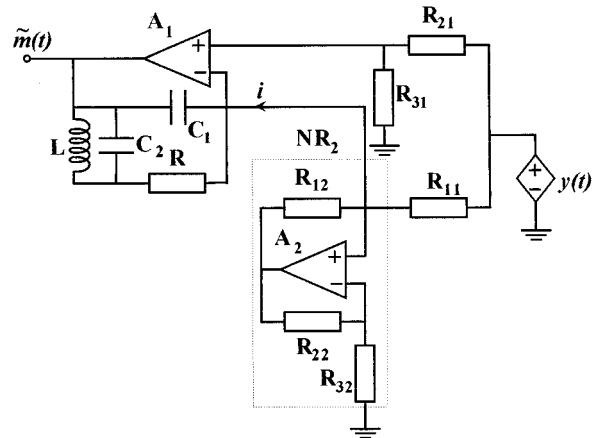 m̃(t)
A₁
+
−
R₂₁
R₃₁
i
C₁
L
C₂
R
NR₂
R₁₂
R₁₁
+
−
y(t)
A₂
+
−
R₂₂
R₃₂